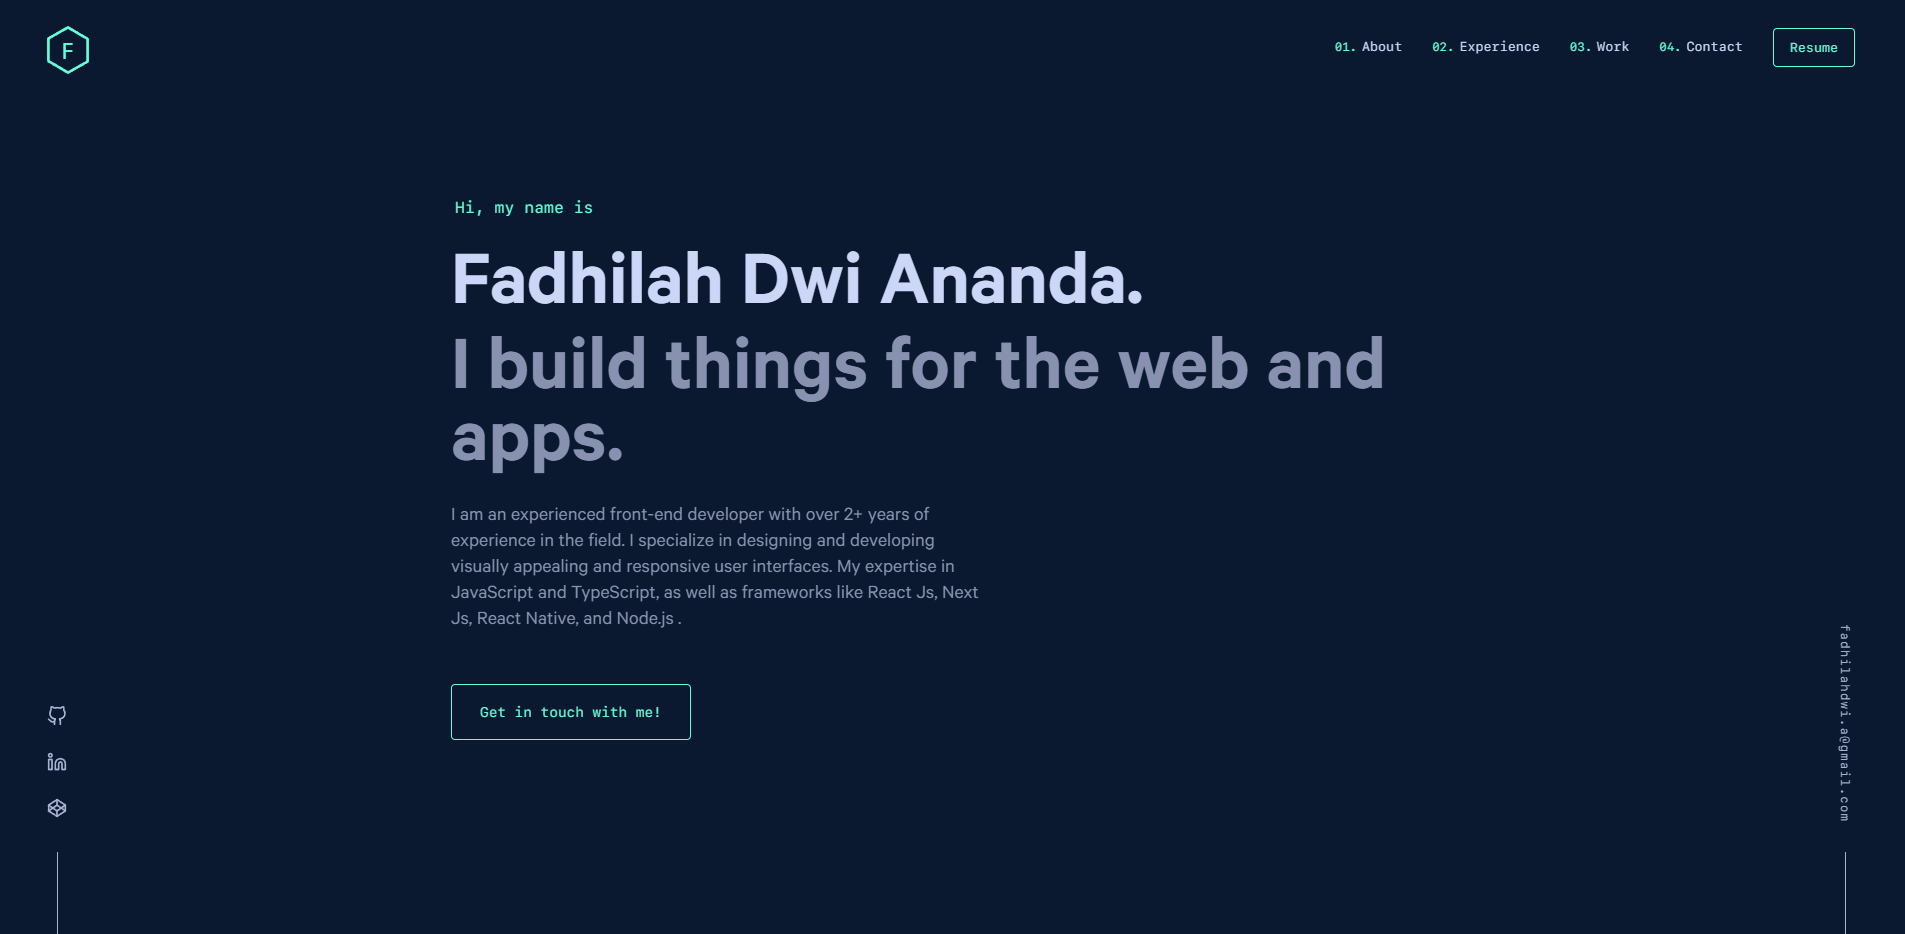 F
01. About 02. Experience 03. Work 04. Contact Resume
Hi, my name is
Fadhilah Dwi Ananda.
I build things for the web and
apps.
I am an experienced front-end developer with over 2+ years of
experience in the field. I specialize in designing and developing
visually appealing and responsive user interfaces. My expertise in
JavaScript and TypeScript, as well as frameworks like React Js, Next
Js, React Native, and Node.js .
Get in touch with me!
fadhilahdwi.a@gmail.com